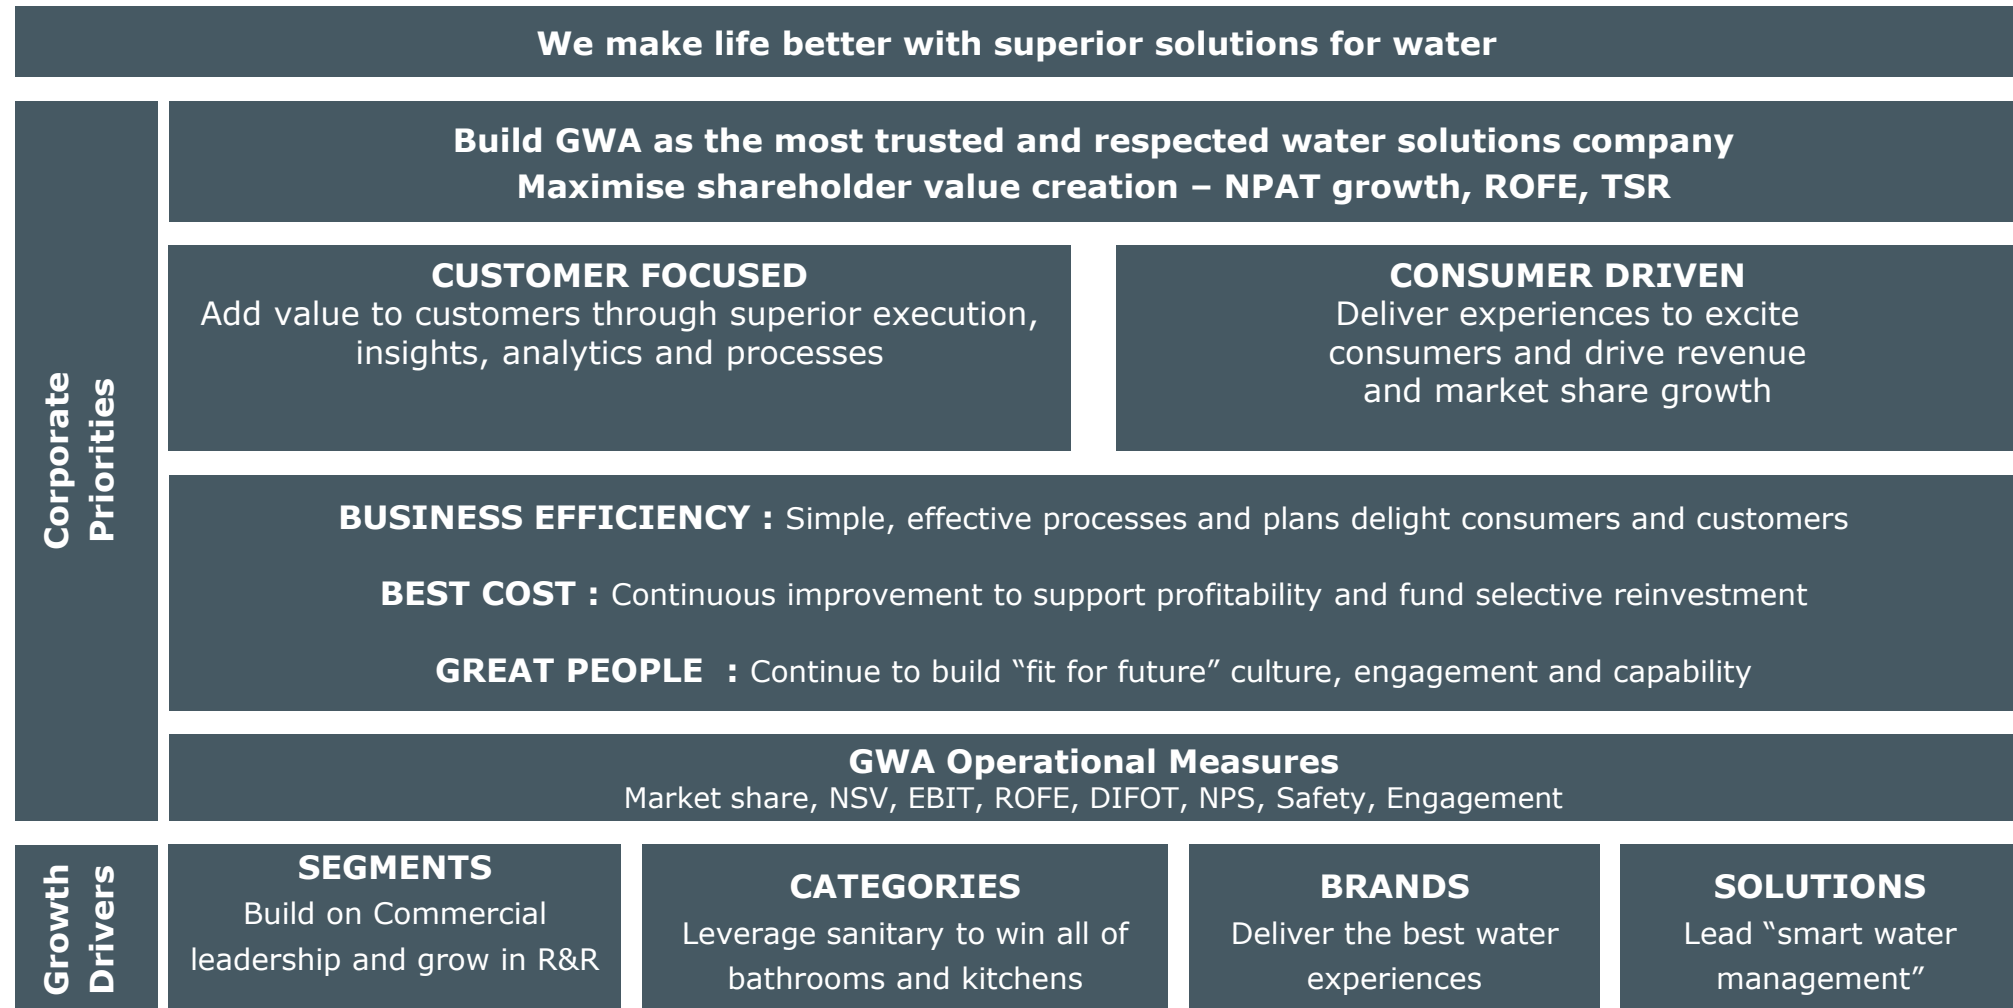 We make life better with superior solutions for water
Corporate
Priorities
Build GWA as the most trusted and respected water solutions company
Maximise shareholder value creation – NPAT growth, ROFE, TSR
CUSTOMER FOCUSED
Add value to customers through superior execution,
insights, analytics and processes
CONSUMER DRIVEN
Deliver experiences to excite
consumers and drive revenue
and market share growth
BUSINESS EFFICIENCY : Simple, effective processes and plans delight consumers and customers
BEST COST : Continuous improvement to support profitability and fund selective reinvestment
GREAT PEOPLE : Continue to build “fit for future” culture, engagement and capability
GWA Operational Measures
Market share, NSV, EBIT, ROFE, DIFOT, NPS, Safety, Engagement
Growth
Drivers
SEGMENTS
Build on Commercial
leadership and grow in R&R
CATEGORIES
Leverage sanitary to win all of
bathrooms and kitchens
BRANDS
Deliver the best water
experiences
SOLUTIONS
Lead “smart water
management”